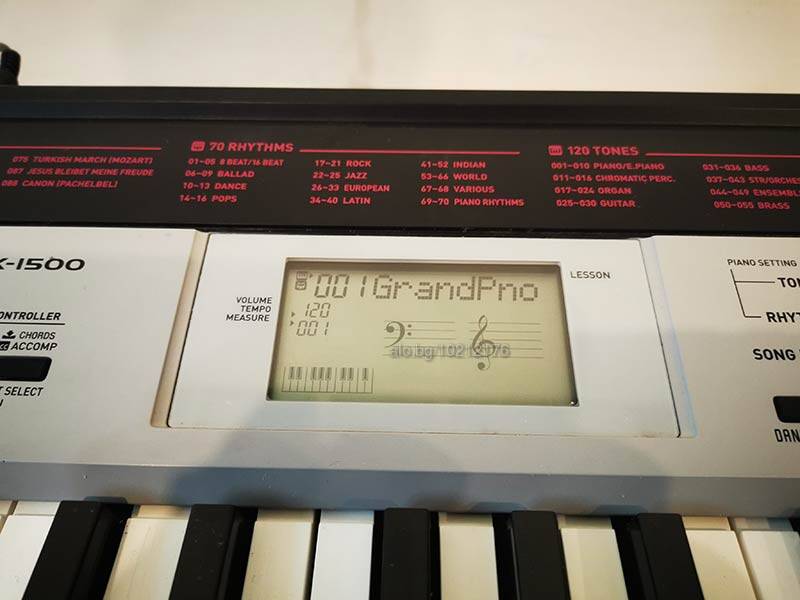 70 RHYTHMS
120 TONES
075 TURKISH MARCH (MOZART)
087 JESUS BLEIBET MEINE FREUDE
088 CANON (PACHELBEL)
01-05 8 BEAT/16 BEAT
06-09 BALLAD
10-13 DANCE
14-16 POPS
17-21 ROCK
22-25 JAZZ
26-33 EUROPEAN
34-40 LATIN
41-52 INDIAN
53-66 WORLD
67-68 VARIOUS
69-70 PIANO RHYTHMS
001-010 PIANO/E.PIANO
011-016 CHROMATIC PERC.
017-024 ORGAN
025-030 GUITAR
031-036 BASS
037-043 STR/ORCHES
044-049 ENSEMBL
050-055 BRASS
K-1500
VOLUME
TEMPO
MEASURE
001GrandPno
120
001
LESSON
PIANO SETTING
TON
RHYT
SONG
CONTROLLER
CHORDS
ACCOMP
T SELECT
DAN
alo.bg/10212176